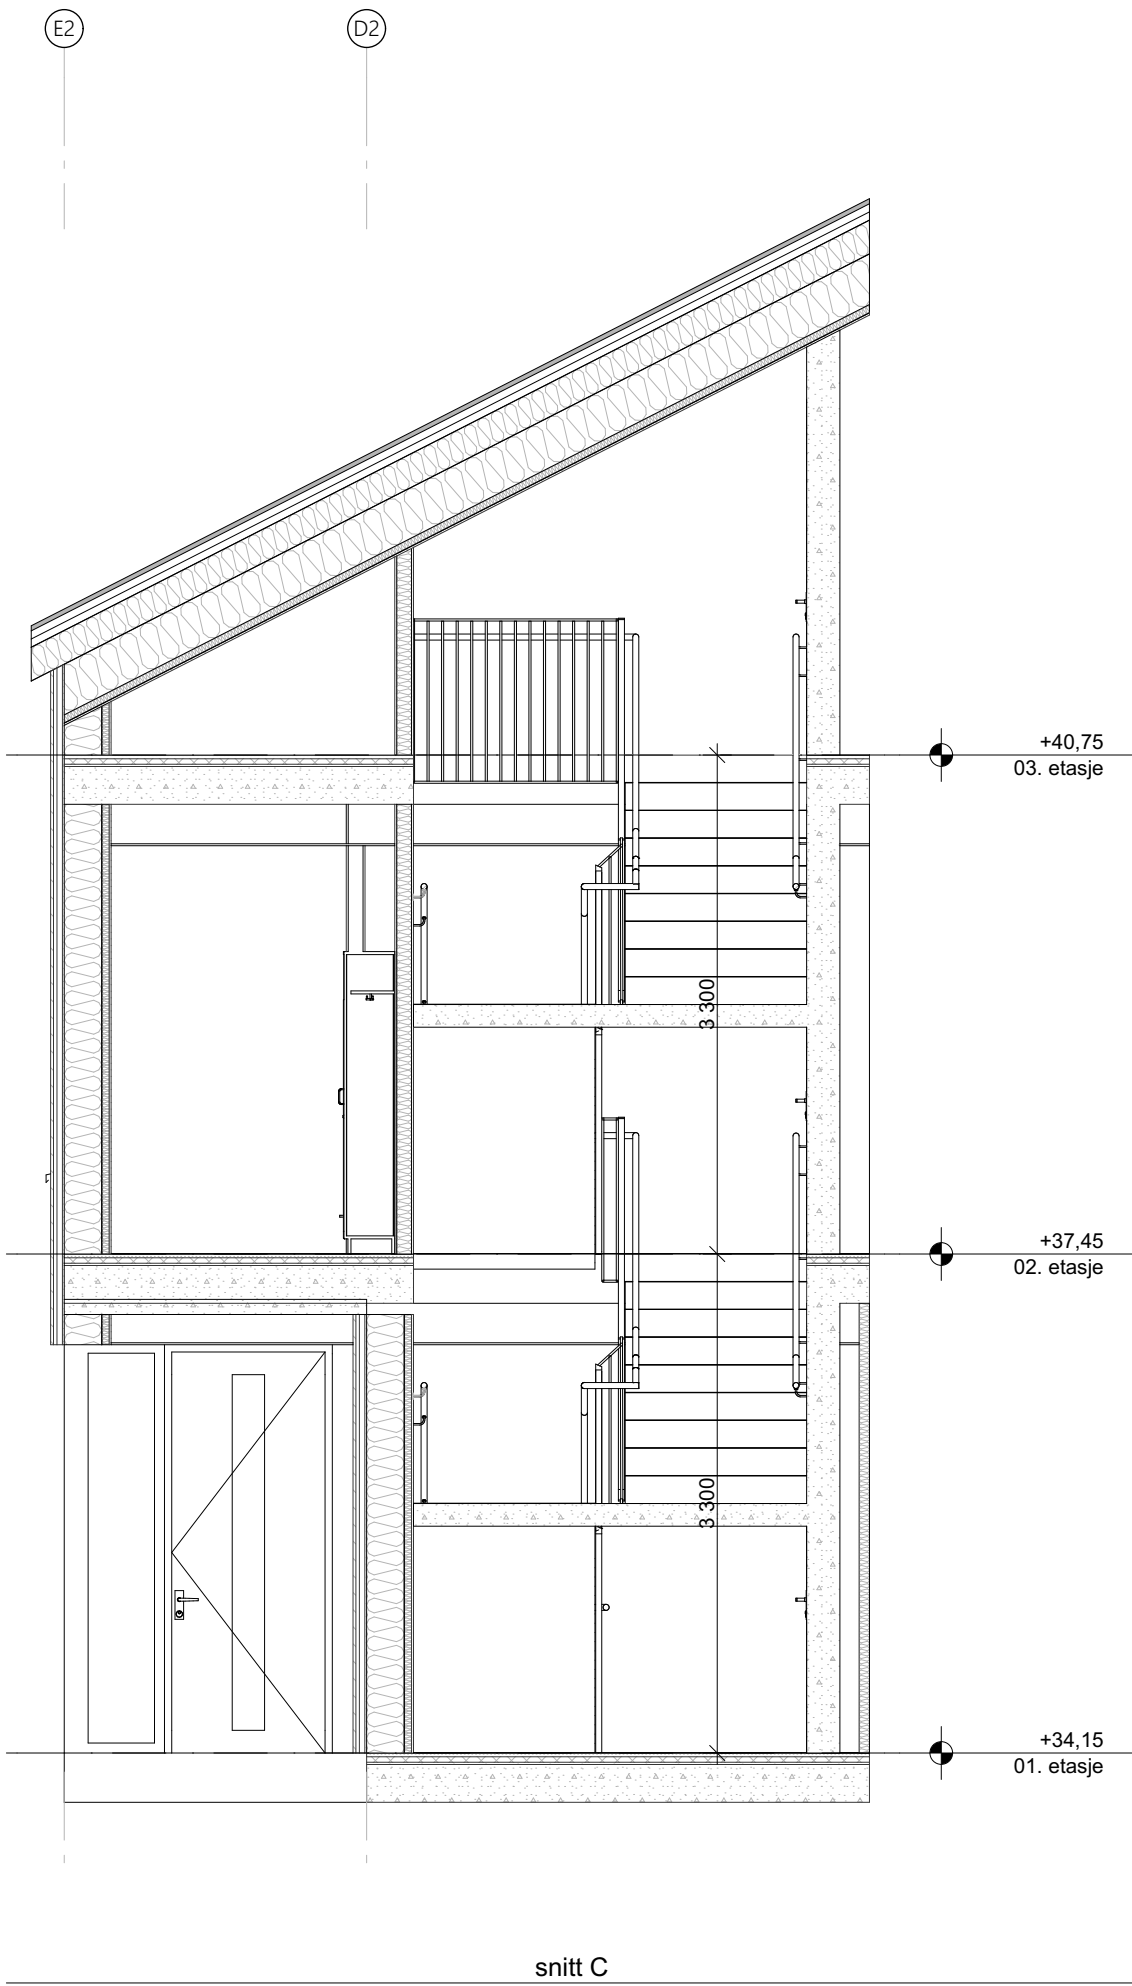 E2
D2
+40,75
03. etasje
3 300
+37,45
02. etasje
3 300
+34,15
01. etasje
snitt C